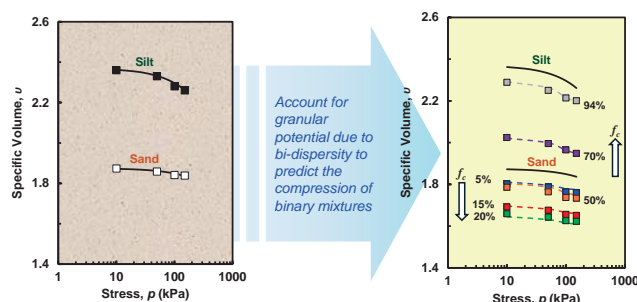 2.6
2.2
1.8
1.4
Specific Volume, υ
Silt
Sand
1
10
100
1000
Stress, p (kPa)
Account for
granular
potential due to
bi-dispersity to
predict the
compression of
binary mixtures
2.6
2.2
1.8
1.4
Specific Volume, υ
Silt
94%
f_c
70%
Sand
f_c
5%
50%
15%
20%
1
10
100
1000
Stress, p (kPa)